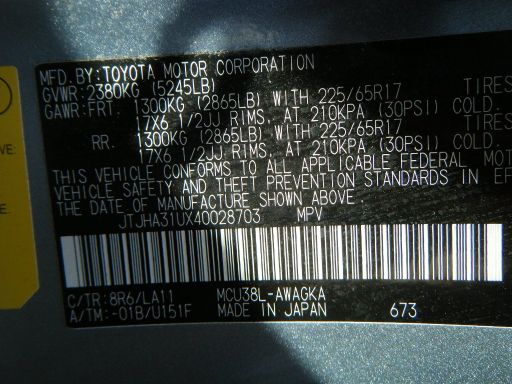 MFD. BY: TOYOTA MOTOR CORPORATION
GVWR: 2380KG (5245LB)
GAWR: FRT 1300KG (2865LB) WITH 225/65R17 TIRES
17X6 1/2JJ RIMS, AT 210KPA (30PSI) COLD.
RR. 1300KG (2865LB) WITH 225/65R17 TIRES
17X6 1/2JJ RIMS, AT 210KPA (30PSI) COLD.
THIS VEHICLE CONFORMS TO ALL APPLICABLE FEDERAL MOT
VEHICLE SAFETY AND THEFT PREVENTION STANDARDS IN EF
THE DATE OF MANUFACTURE SHOWN ABOVE
JTJHA31UX40028703 MPV
C/TR: 8R6/LA11 MCU38L-AWAGKA
A/TM: -01B/U151F MADE IN JAPAN 673